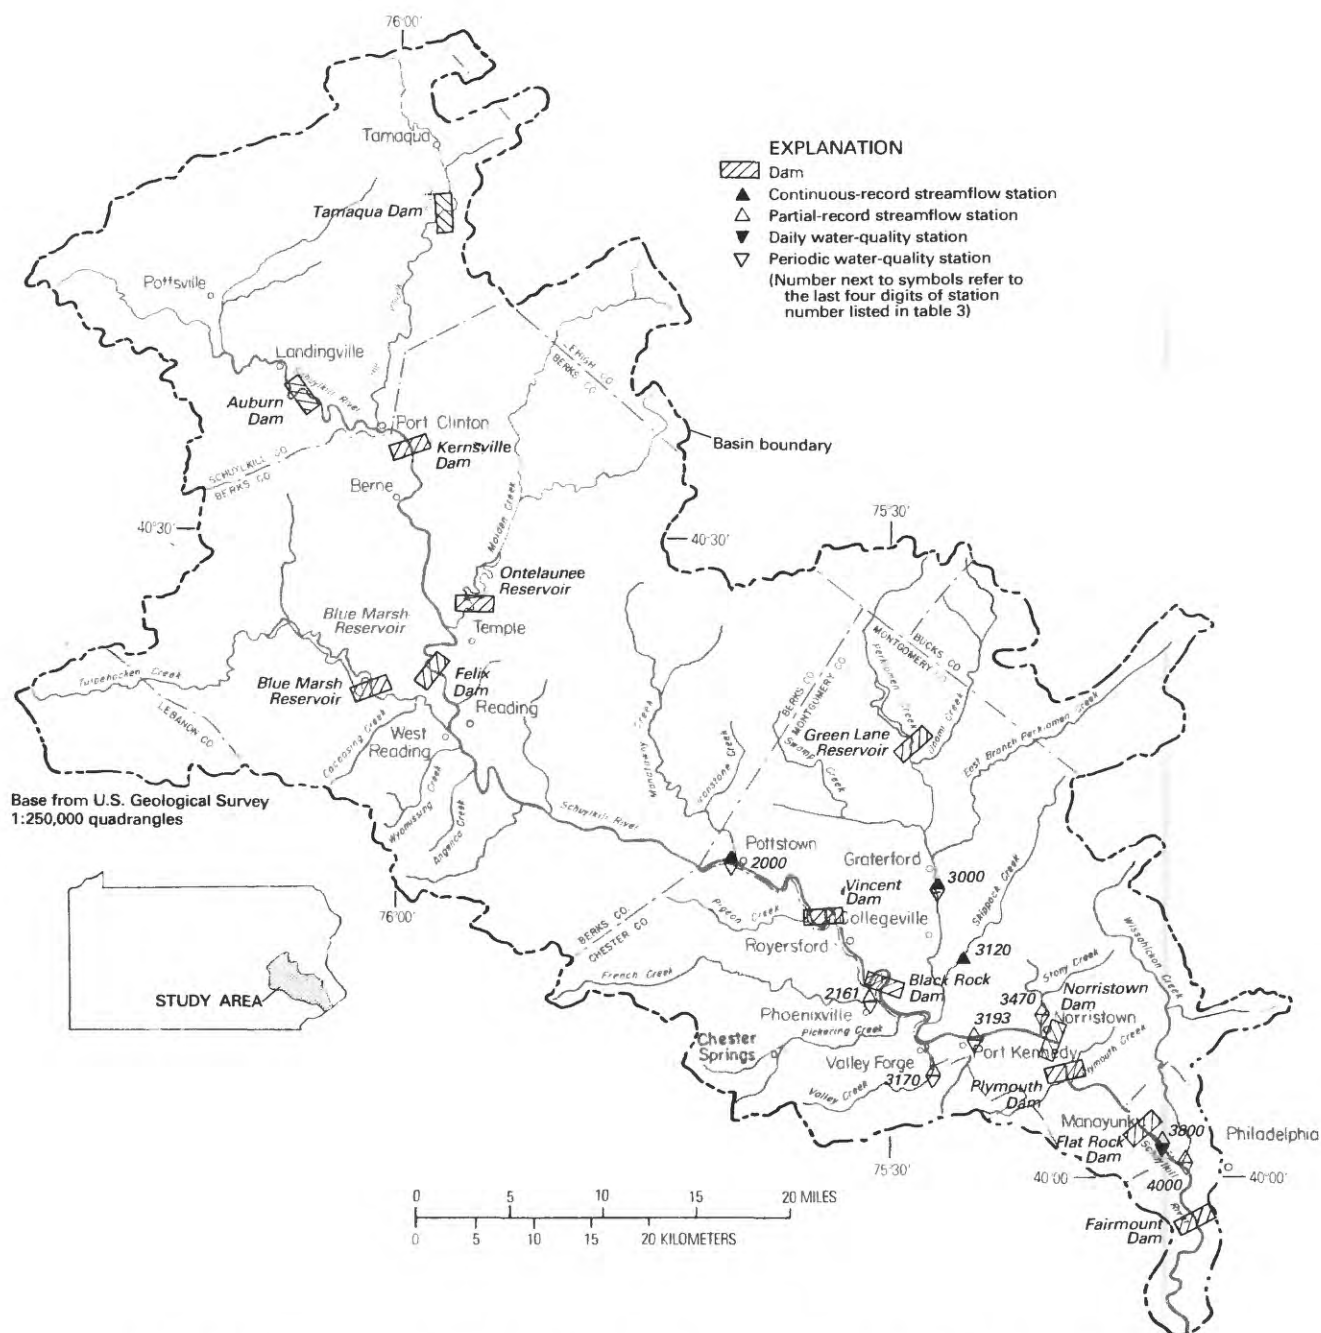 76°00'
Tamaqua
EXPLANATION
Dam
Continuous-record streamflow station
Partial-record streamflow station
Daily water-quality station
Periodic water-quality station
(Number next to symbols refer to
the last four digits of station
number listed in table 3)
Tamaqua Dam
Pottsville
Landingville
Schuylkill River
LEHIGH CO
BERKS CO
Auburn
Dam
Port Clinton
Kernsville
Dam
Basin boundary
SCHUYLKILL CO
BERKS CO
Berne
75°30'
40°30'
40°30'
Ontelaunee
Reservoir
Blue Marsh
Reservoir
Temple
Tulpehocken Creek
Blue Marsh
Reservoir
Felix
Dam
LEBANON CO
Reading
West
Reading
Cacoosing Creek
Wyomissing Creek
Angelica Creek
BUCKS CO
MONTGOMERY CO
BERKS CO
MONTGOMERY CO
Perkiomen Creek
Green Lane
Reservoir
Swamp Creek
East Branch Perkiomen Creek
Manatawny Creek
Ironstone Creek
Base from U.S. Geological Survey
1:250,000 quadrangles
Schuylkill River
Pottstown
2000
Graterford
3000
Vincent
Dam
76°00'
Pigeon Creek
Collegeville
Skippack Creek
Wissahickon Creek
BERKS CO
CHESTER CO
Royersford
3120
Stony Creek
French Creek
Black Rock
Dam
2161
Norristown
Dam
3470
STUDY AREA
Phoenixville
3193
Norristown
Pickering Creek
Chester
Springs
Valley Forge
Port Kennedy
Plymouth Creek
3170
Valley Creek
Plymouth
Dam
Manayunk
3800
Philadelphia
Flat Rock
Dam
Schuylkill River
75°30'
40°00'
4000
40°00'
0 5 10 15 20 MILES
0 5 10 15 20 KILOMETERS
Fairmount
Dam